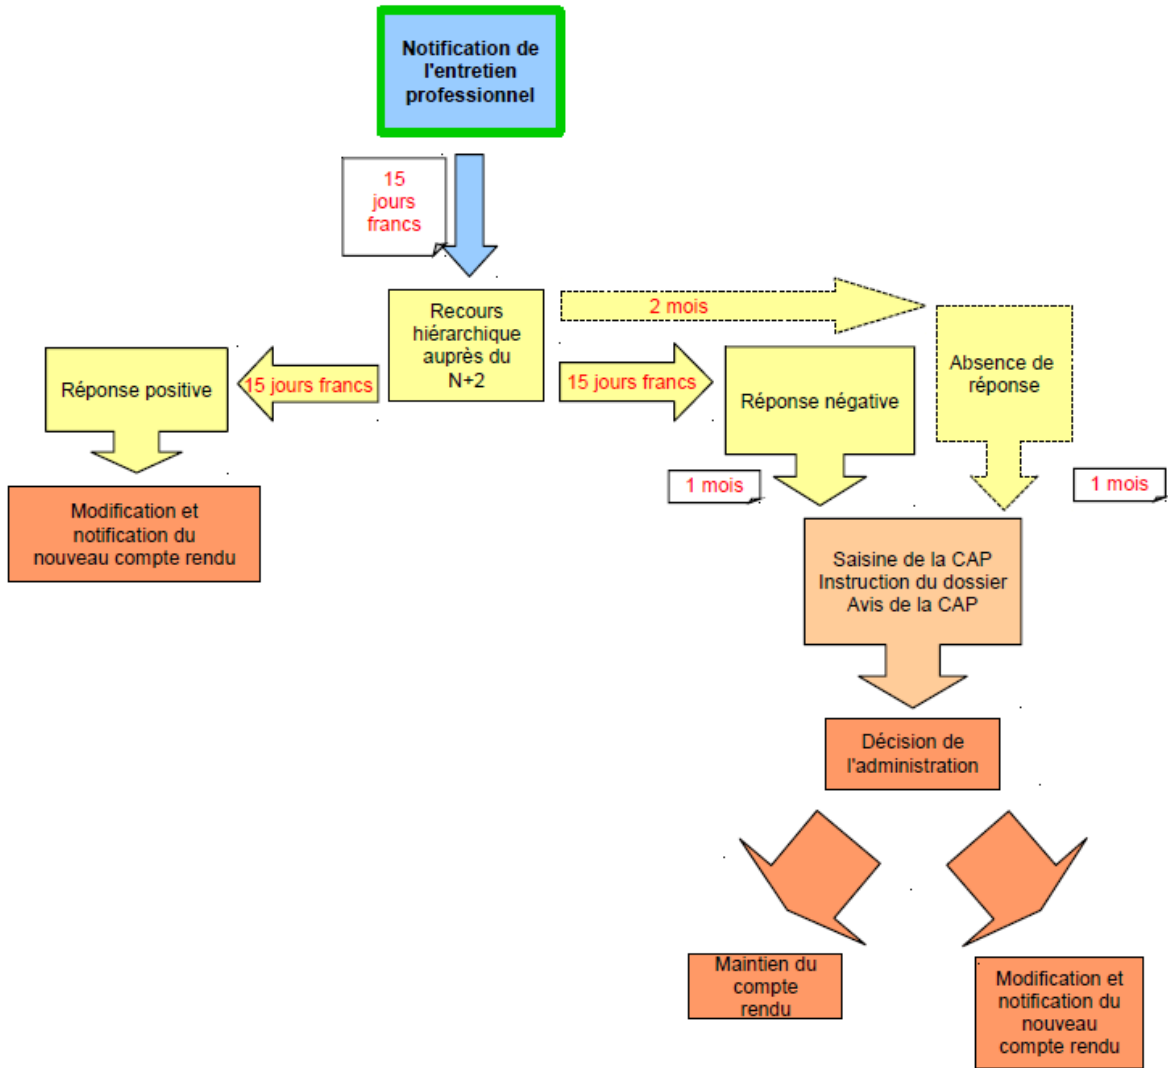 Notification de
l'entretien
professionnel
15
jours
francs
Recours
hiérarchique
auprès du
N+2
2 mois
Absence de
réponse
15 jours francs
Réponse positive
15 jours francs
Réponse négative
1 mois
1 mois
Modification et
notification du
nouveau compte rendu
Saisine de la CAP
Instruction du dossier
Avis de la CAP
Décision de
l'administration
Maintien du
compte
rendu
Modification et
notification du
nouveau
compte rendu